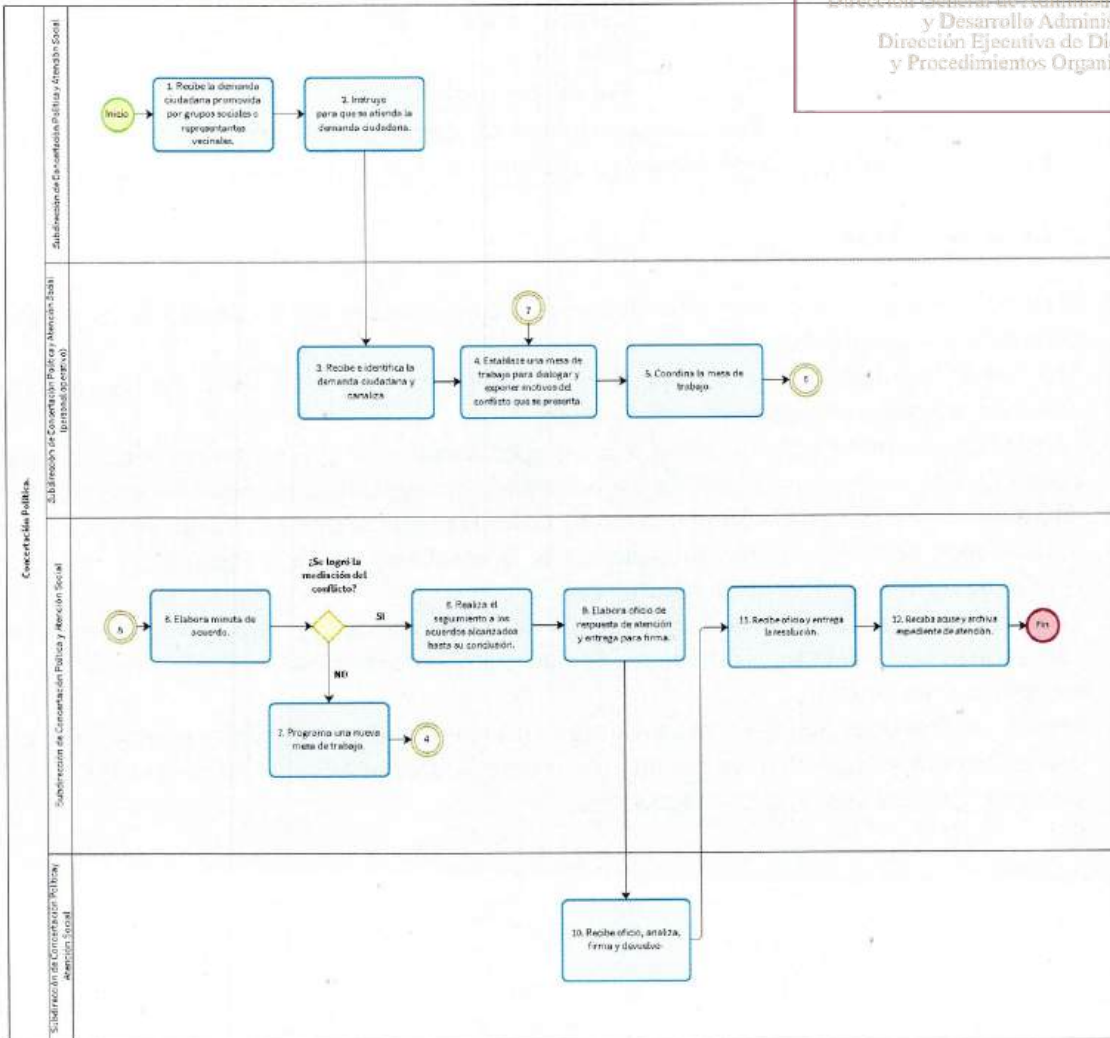 Dirección General de Administ
y Desarrollo Adminis
Dirección Ejecutiva de Di
y Procedimientos Organi
Concertación Política.
Subdirección de Concertación Política y Atención Social
Inicio
1. Recibe la demanda
ciudadana promovida
por grupos sociales o
representantes
vecinales.
2. Instruye
para que se atienda la
demanda ciudadana.
Subdirección de Concertación Política y Atención Social
(personal operativo)
3. Recibe e identifica la
demanda ciudadana y
canaliza
7
4. Establece una mesa de
trabajo para dialogar y
exponer motivos del
conflicto que se presenta.
5. Coordina la mesa de
trabajo.
6
Subdirección de Concertación Política y Atención Social
5
6. Elabora minuta de
acuerdo.
¿Se logró la
mediación del
conflicto?
SI
NO
7. Programa una nueva
mesa de trabajo.
4
8. Realiza el
seguimiento a los
acuerdos alcanzados
hasta su conclusión.
9. Elabora oficio de
respuesta de atención
y entrega para firma.
11. Recibe oficio y entrega
la resolución.
12. Recaba acuse y archiva
expediente de atención.
Fin
Subdirección de Concertación Política y
Atención Social
10. Recibe oficio, analiza,
firma y devuelve